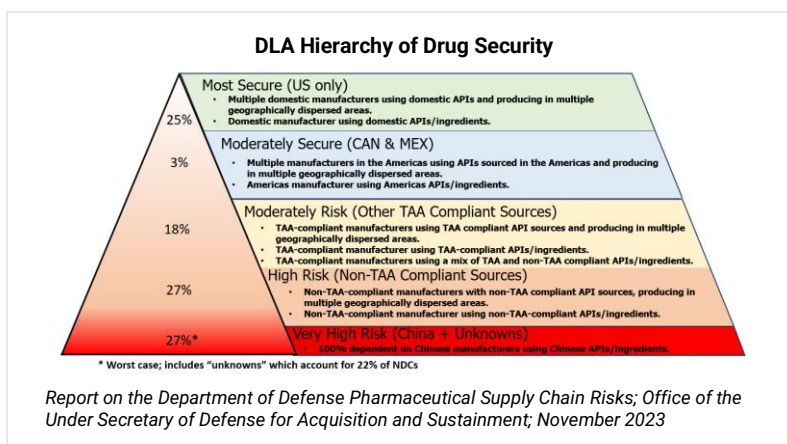 DLA Hierarchy of Drug Security
Most Secure (US only)
• Multiple domestic manufacturers using domestic APIs and producing in multiple
geographically dispersed areas.
• Domestic manufacturer using domestic APIs/ingredients.
25%
Moderately Secure (CAN & MEX)
3%
• Multiple manufacturers in the Americas using APIs sourced in the Americas and producing
in multiple geographically dispersed areas.
• Americas manufacturer using Americas APIs/ingredients.
Moderately Risk (Other TAA Compliant Sources)
18%
• TAA-compliant manufacturers using TAA compliant API sources and producing in multiple
geographically dispersed areas.
• TAA-compliant manufacturer using TAA-compliant APIs/ingredients.
• TAA-compliant manufacturers using a mix of TAA and non-TAA compliant APIs/ingredients.
High Risk (Non-TAA Compliant Sources)
27%
• Non-TAA-compliant manufacturers with non-TAA compliant API sources, producing in
multiple geographically dispersed areas.
• Non-TAA-compliant manufacturer using non-TAA-compliant APIs/ingredients.
Very High Risk (China + Unknowns)
27%*
• 100% dependent on Chinese manufacturers using Chinese APIs/ingredients.
* Worst case; includes "unknowns" which account for 22% of NDCs
Report on the Department of Defense Pharmaceutical Supply Chain Risks; Office of the
Under Secretary of Defense for Acquisition and Sustainment; November 2023